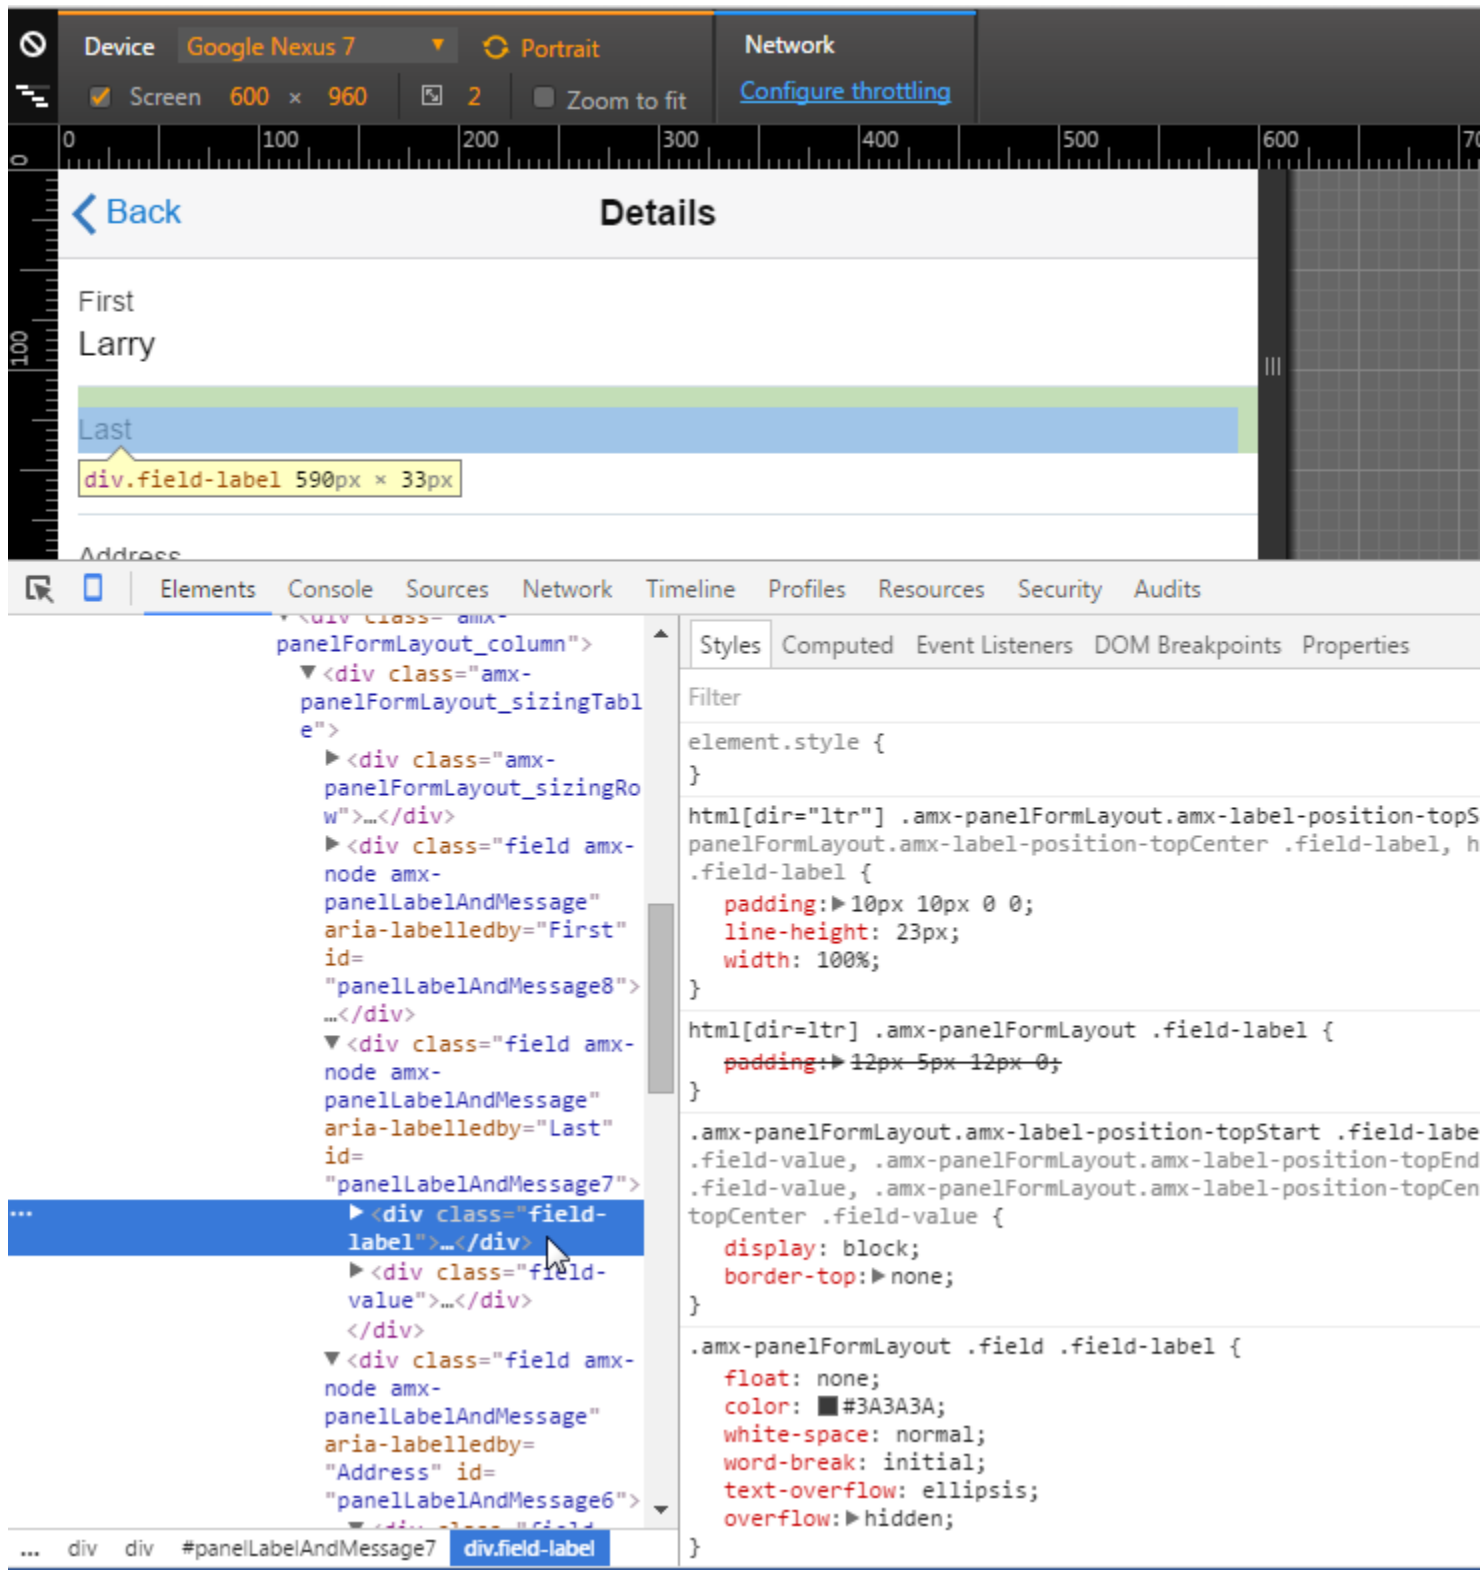 Device Google Nexus 7 ▼ Portrait Network
Screen 600 × 960 2 Zoom to fit Configure throttling
0 100 200 300 400 500 600 70
0
100
Back Details
First
Larry
Last
div.field-label 590px × 33px
Address
Elements Console Sources Network Timeline Profiles Resources Security Audits
▼<div class="amx-
panelFormLayout_column">
▼<div class="amx-
panelFormLayout_sizingTabl
e">
▶<div class="amx-
panelFormLayout_sizingRo
w">…</div>
▶<div class="field amx-
node amx-
panelLabelAndMessage"
aria-labelledby="First"
id=
"panelLabelAndMessage8">
…</div>
▼<div class="field amx-
node amx-
panelLabelAndMessage"
aria-labelledby="Last"
id=
"panelLabelAndMessage7">
… ▶<div class="field-
label">…</div>
▶<div class="field-
value">…</div>
</div>
▼<div class="field amx-
node amx-
panelLabelAndMessage"
aria-labelledby=
"Address" id=
"panelLabelAndMessage6">
▼<div class="field-
... div div #panelLabelAndMessage7 div.field-label
Styles Computed Event Listeners DOM Breakpoints Properties
Filter
element.style {
}
html[dir="ltr"] .amx-panelFormLayout.amx-label-position-topS
panelFormLayout.amx-label-position-topCenter .field-label, h
.field-label {
padding:▶10px 10px 0 0;
line-height: 23px;
width: 100%;
}
html[dir=ltr] .amx-panelFormLayout .field-label {
padding:▶12px 5px 12px 0;
}
.amx-panelFormLayout.amx-label-position-topStart .field-labe
.field-value, .amx-panelFormLayout.amx-label-position-topEnd
.field-value, .amx-panelFormLayout.amx-label-position-topCen
topCenter .field-value {
display: block;
border-top:▶none;
}
.amx-panelFormLayout .field .field-label {
float: none;
color: #3A3A3A;
white-space: normal;
word-break: initial;
text-overflow: ellipsis;
overflow:▶hidden;
}